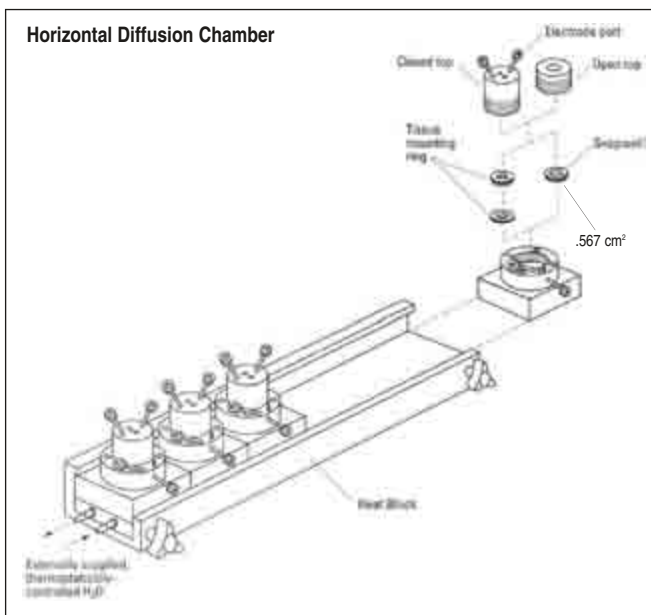 Horizontal Diffusion Chamber
Electrode port
Closed top
Open top
Tissue
mounting
ring
Snapwell
.567 cm²
Heat Block
Externally supplied,
thermostatically-
controlled H₂O